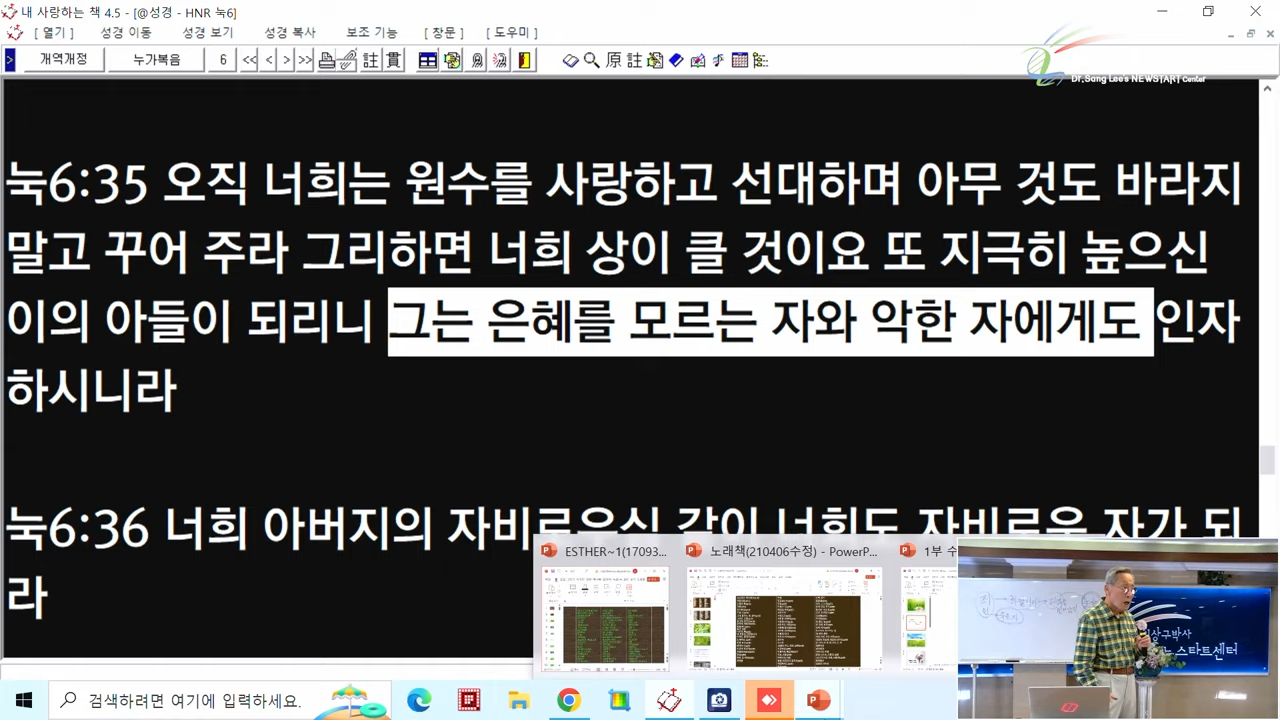 내 사랑하는 책 4.5 - [@성경 - HNR 눅6]
[ 열기 ] 성경 이동 성경 보기 성경 복사 보조 기능 [ 창문 ] [ 도우미 ]
개역개정 누가복음 6 << < > >> 註 貫 原 註
Dr.Sang Lee's NEWSTART Center
눅6:35 오직 너희는 원수를 사랑하고 선대하며 아무 것도 바라지
말고 꾸어 주라 그리하면 너희 상이 클 것이요 또 지극히 높으신
이의 아들이 되리니 그는 은혜를 모르는 자와 악한 자에게도 인자
하시니라
눅6:36 너희 아버지의 자비로우심 같이 너희도 자비로운 자가 되
라
ESTHER~1(17093... 노래책(210406수정) - PowerP... 1부 수
상구박사
스타트센터
검색하려면 여기에 입력하세요.